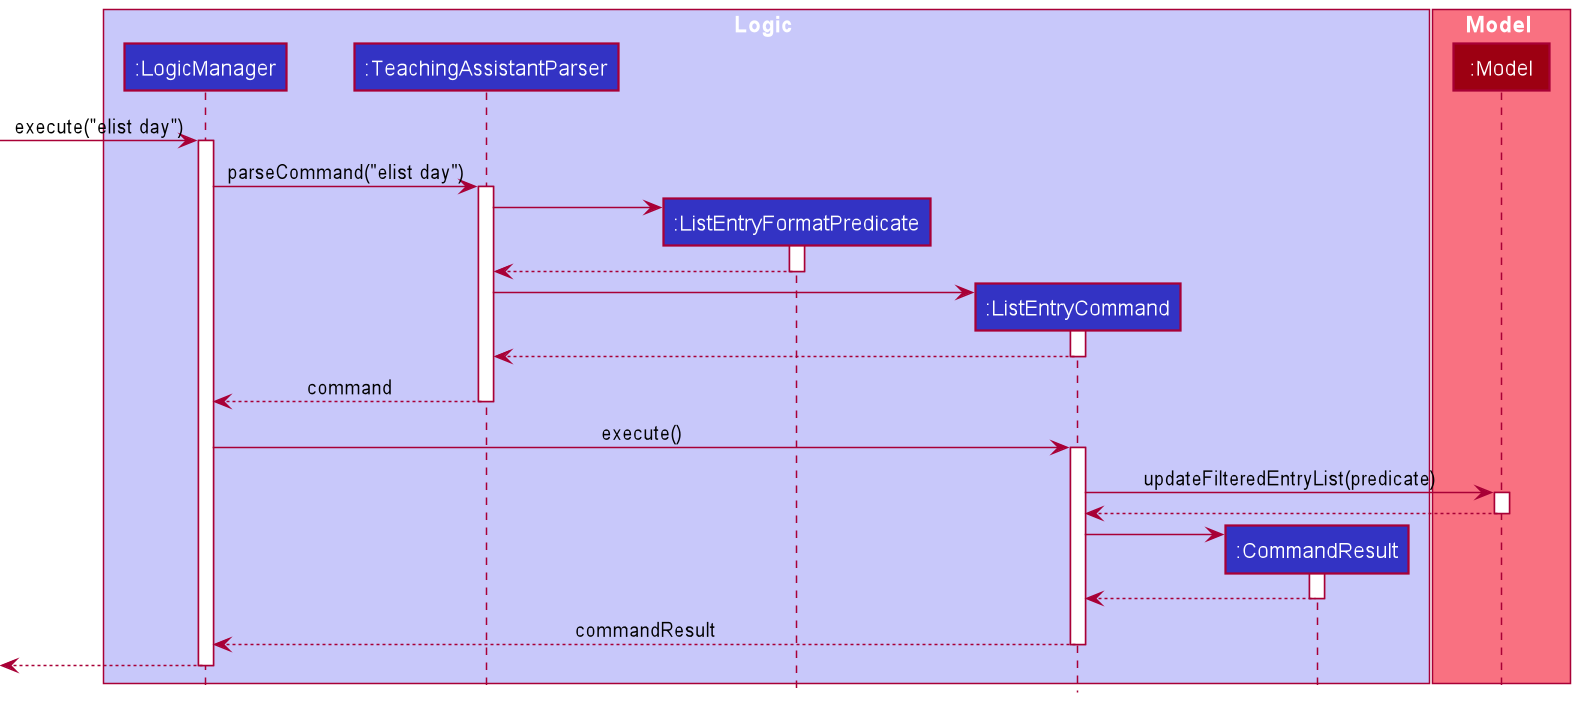 Logic
Model
:LogicManager
:TeachingAssistantParser
:Model
execute("elist day")
parseCommand("elist day")
:ListEntryFormatPredicate
:ListEntryCommand
command
execute()
updateFilteredEntryList(predicate)
:CommandResult
commandResult